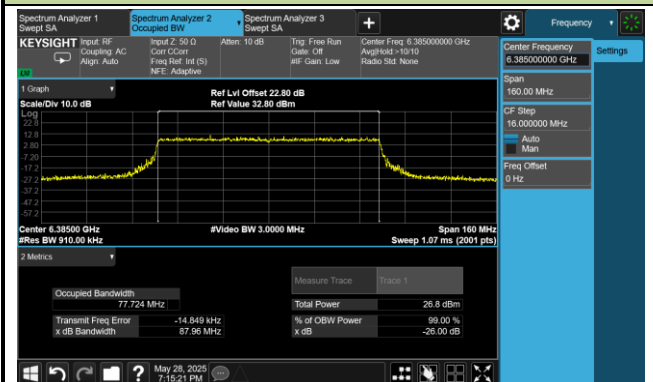 Spectrum Analyzer 1
Swept SA
Spectrum Analyzer 2
Occupied BW
Spectrum Analyzer 3
Swept SA
+
Frequency
KEYSIGHT
Input: RF
Coupling: AC
Align: Auto
Input Z: 50 Ω
Corr CCorr
Freq Ref: Int (S)
NFE: Adaptive
Atten: 10 dB
Trig: Free Run
Gate: Off
#IF Gain: Low
Center Freq: 6.385000000 GHz
Avg|Hold:>10/10
Radio Std: None
Center Frequency
6.385000000 GHz
Settings
Span
160.00 MHz
CF Step
16.000000 MHz
Auto
Man
Freq Offset
0 Hz
1 Graph
Scale/Div 10.0 dB
Ref Lvl Offset 22.80 dB
Ref Value 32.80 dBm
Log
22.8
12.8
2.80
-7.20
-17.2
-27.2
-37.2
-47.2
-57.2
Center 6.38500 GHz
#Res BW 910.00 kHz
#Video BW 3.0000 MHz
Span 160 MHz
Sweep 1.07 ms (2001 pts)
2 Metrics
Measure Trace
Trace 1
Occupied Bandwidth
77.724 MHz
Total Power
26.8 dBm
Transmit Freq Error
-14.849 kHz
% of OBW Power
99.00 %
x dB Bandwidth
87.96 MHz
x dB
-26.00 dB
?
May 28, 2025
7:15:21 PM